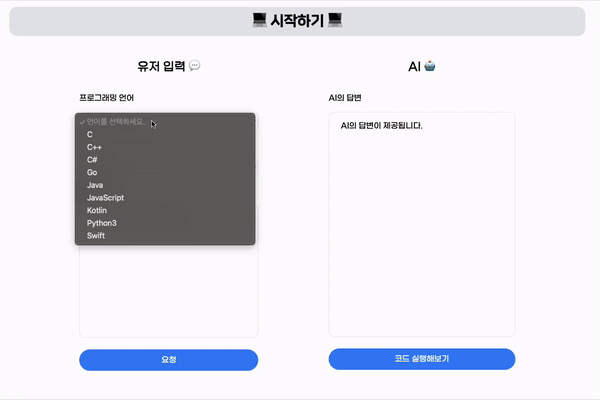 💻 시작하기 💻
유저 입력 💬
프로그래밍 언어
✓ 언어를 선택하세요.
C
C++
C#
Go
Java
JavaScript
Kotlin
Python3
Swift
요청
AI 🤖
AI의 답변
AI의 답변이 제공됩니다.
코드 실행해보기